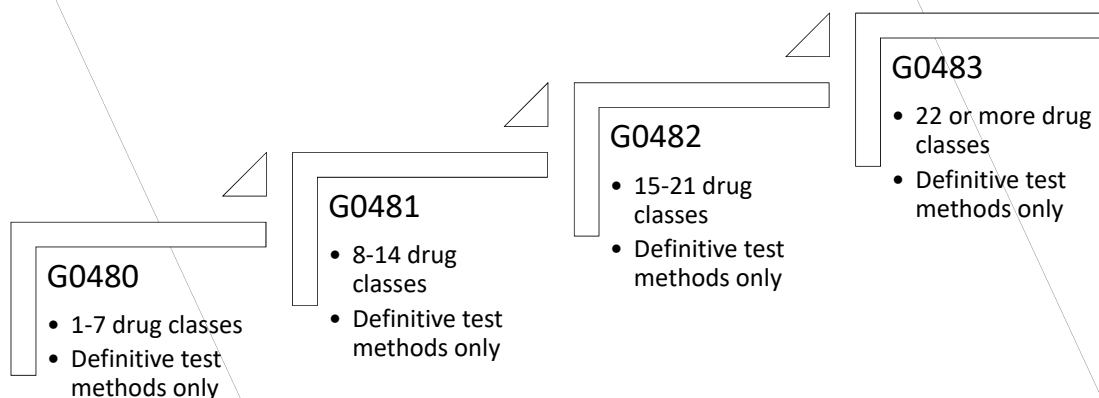 G0480
• 1-7 drug classes
• Definitive test
methods only
G0481
• 8-14 drug
classes
• Definitive test
methods only
G0482
• 15-21 drug
classes
• Definitive test
methods only
G0483
• 22 or more drug
classes
• Definitive test
methods only